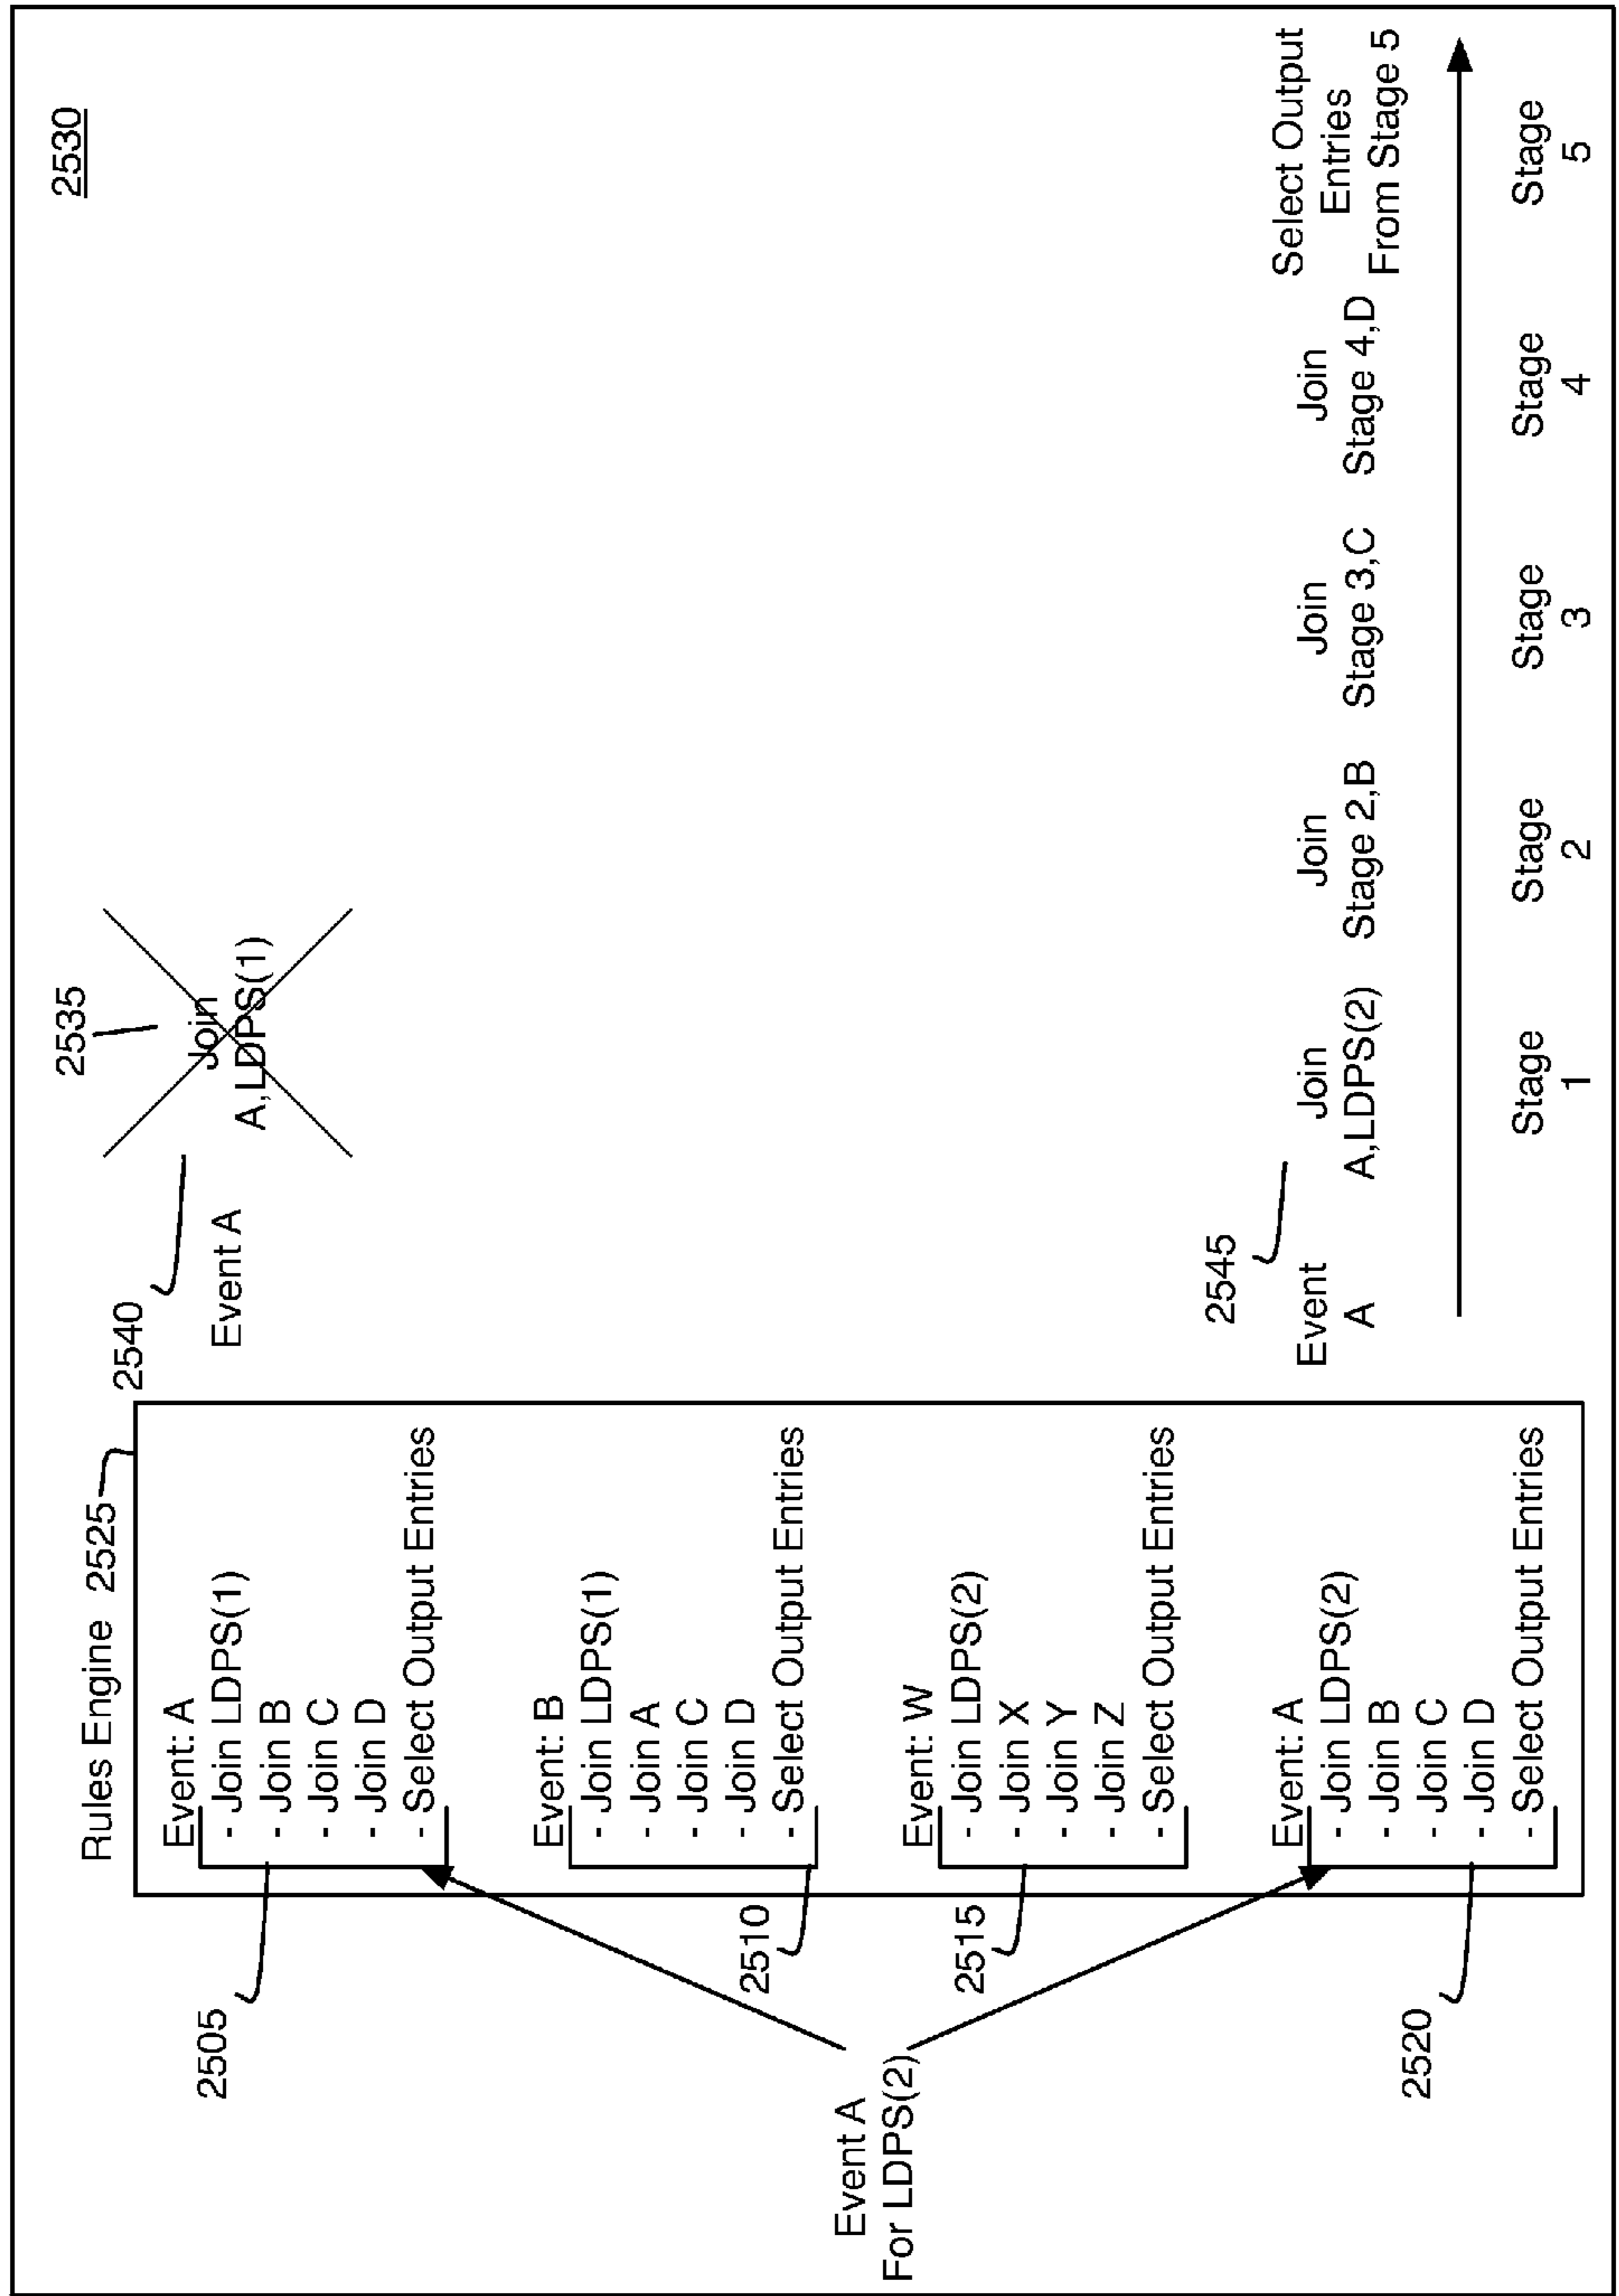 2530
Rules Engine 2525
2540
2535
Event: A
- Join LDPS(1)
- Join B
- Join C
- Join D
- Select Output Entries
2505
Event A
Join
A,LDPS(1)
Event: B
- Join LDPS(1)
- Join A
- Join C
- Join D
- Select Output Entries
2510
Event A
For LDPS(2)
Event: W
- Join LDPS(2)
- Join X
- Join Y
- Join Z
- Select Output Entries
2515
Event: A
- Join LDPS(2)
- Join B
- Join C
- Join D
- Select Output Entries
2520
2545
Event
A
Join
A,LDPS(2)
Join
Stage 2,B
Join
Stage 3,C
Join
Stage 4,D
Select Output
Entries
From Stage 5
Stage
1
Stage
2
Stage
3
Stage
4
Stage
5